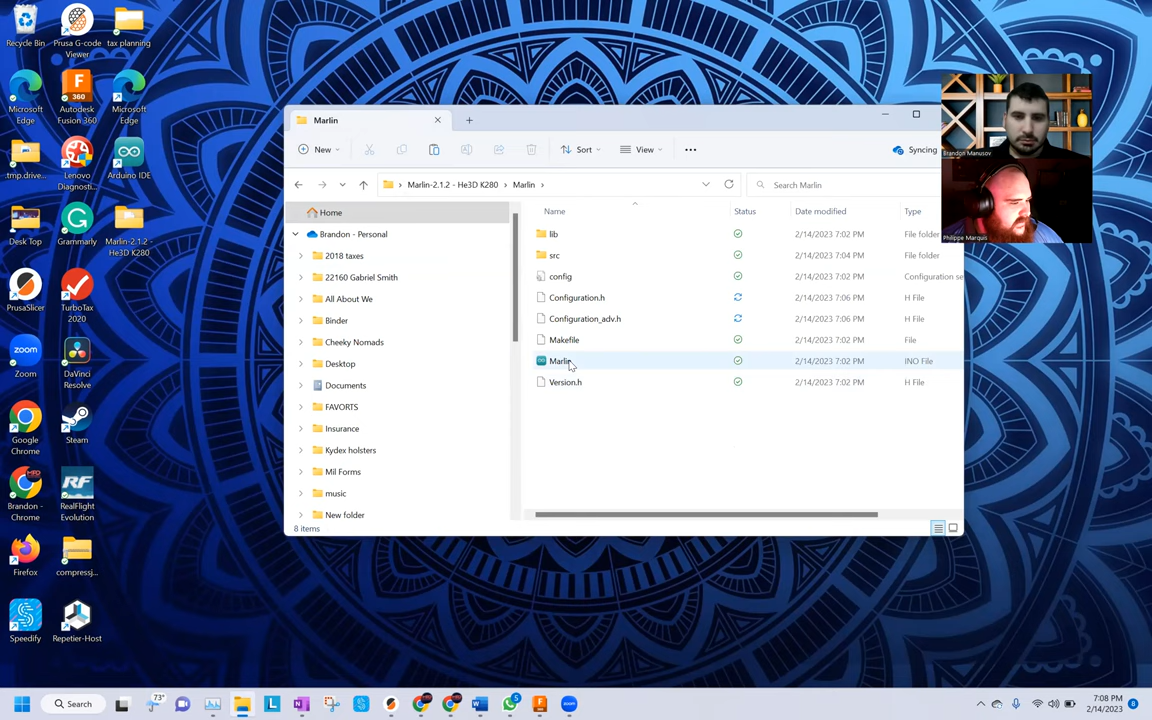 Recycle Bin
Prusa G-code
Viewer
tax planning
Microsoft
Edge
Autodesk
Fusion 360
Microsoft
Edge
.tmp.drive...
Lenovo
Diagnosti...
Arduino IDE
Desk Top
Grammarly
Marlin-2.1.2 -
He3D K280
PrusaSlicer
TurboTax
2020
Zoom
DaVinci
Resolve
Google
Chrome
Steam
Brandon -
Chrome
RealFlight
Evolution
Firefox
compressj...
Speedify
Repetier-Host
Marlin
New
Sort
View
Syncing
Marlin-2.1.2 - He3D K280 > Marlin >
Search Marlin
Home
Brandon - Personal
2018 taxes
22160 Gabriel Smith
All About We
Binder
Cheeky Nomads
Desktop
Documents
FAVORTS
Insurance
Kydex holsters
Mil Forms
music
New folder
Name Status Date modified Type
lib 2/14/2023 7:02 PM File folder
src 2/14/2023 7:04 PM File folder
config 2/14/2023 7:02 PM Configuration se
Configuration.h 2/14/2023 7:06 PM H File
Configuration_adv.h 2/14/2023 7:06 PM H File
Makefile 2/14/2023 7:02 PM File
Marlin 2/14/2023 7:02 PM INO File
Version.h 2/14/2023 7:02 PM H File
8 items
Brandon Manusov
Philippe Marquis
Search
73°
5
7:08 PM
2/14/2023
8